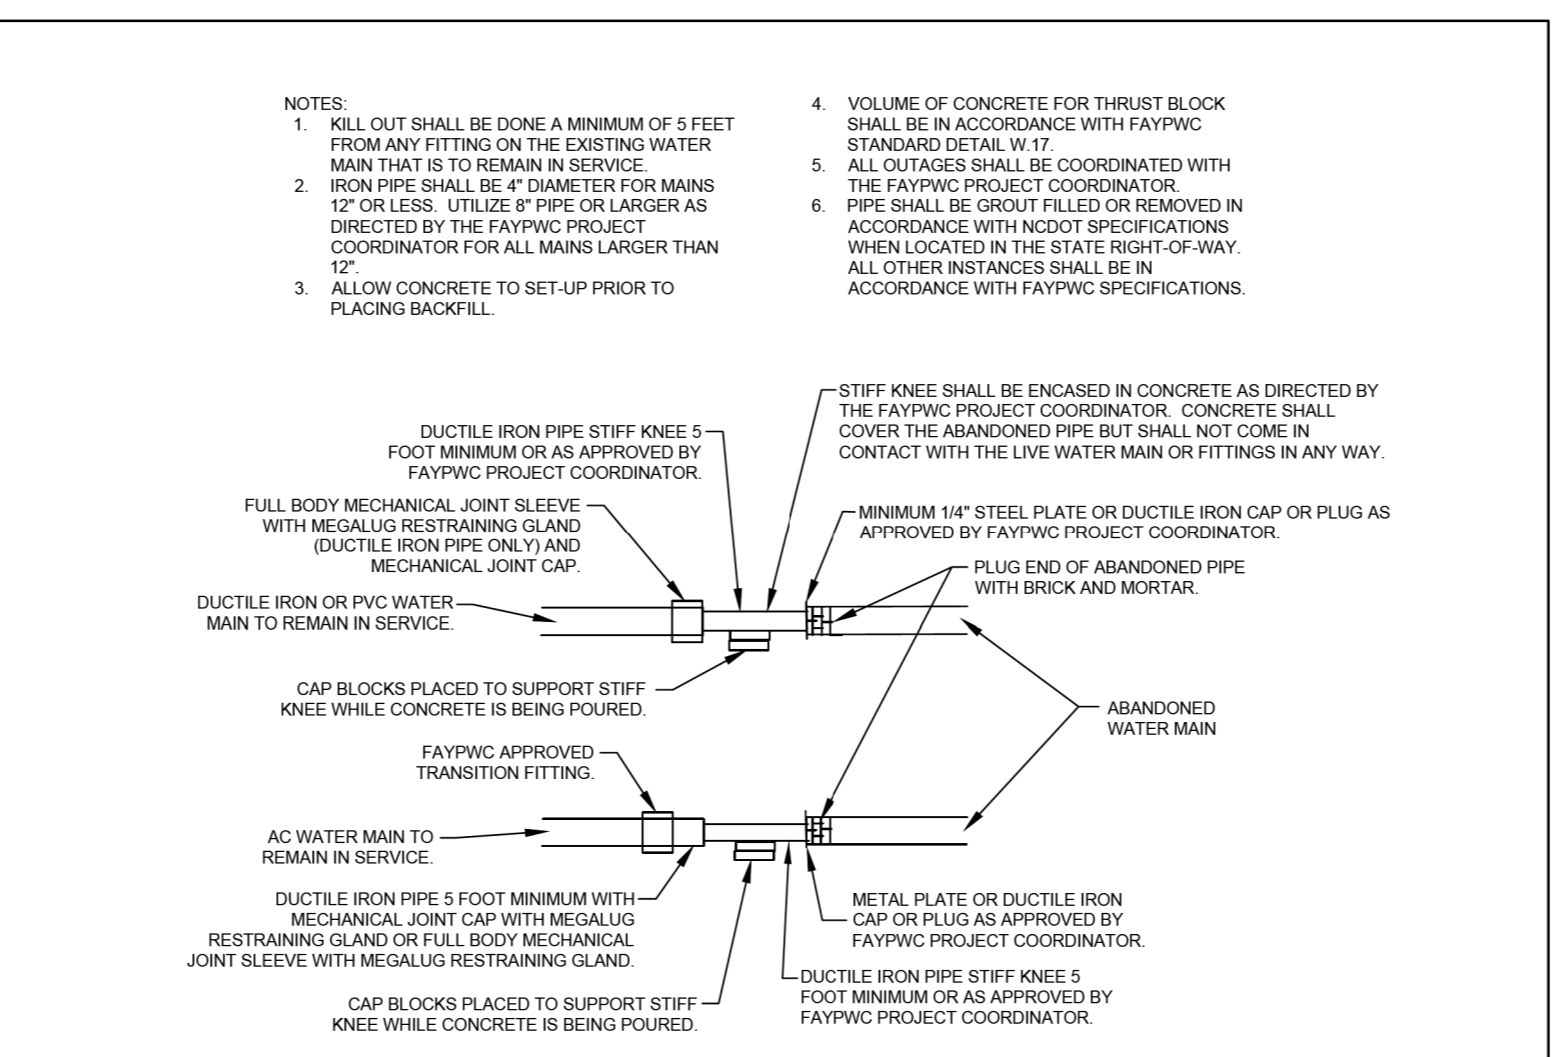 NOTES:
1. KILL OUT SHALL BE DONE A MINIMUM OF 5 FEET
FROM ANY FITTING ON THE EXISTING WATER
MAIN THAT IS TO REMAIN IN SERVICE.
2. IRON PIPE SHALL BE 4" DIAMETER FOR MAINS
12" OR LESS. UTILIZE 8" PIPE OR LARGER AS
DIRECTED BY THE FAYPWC PROJECT
COORDINATOR FOR ALL MAINS LARGER THAN
12".
3. ALLOW CONCRETE TO SET-UP PRIOR TO
PLACING BACKFILL.
4. VOLUME OF CONCRETE FOR THRUST BLOCK
SHALL BE IN ACCORDANCE WITH FAYPWC
STANDARD DETAIL W.17.
5. ALL OUTAGES SHALL BE COORDINATED WITH
THE FAYPWC PROJECT COORDINATOR.
6. PIPE SHALL BE GROUT FILLED OR REMOVED IN
ACCORDANCE WITH NCDOT SPECIFICATIONS
WHEN LOCATED IN THE STATE RIGHT-OF-WAY.
ALL OTHER INSTANCES SHALL BE IN
ACCORDANCE WITH FAYPWC SPECIFICATIONS.
STIFF KNEE SHALL BE ENCASED IN CONCRETE AS DIRECTED BY
THE FAYPWC PROJECT COORDINATOR. CONCRETE SHALL
COVER THE ABANDONED PIPE BUT SHALL NOT COME IN
CONTACT WITH THE LIVE WATER MAIN OR FITTINGS IN ANY WAY.
DUCTILE IRON PIPE STIFF KNEE 5
FOOT MINIMUM OR AS APPROVED BY
FAYPWC PROJECT COORDINATOR.
FULL BODY MECHANICAL JOINT SLEEVE
WITH MEGALUG RESTRAINING GLAND
(DUCTILE IRON PIPE ONLY) AND
MECHANICAL JOINT CAP.
MINIMUM 1/4" STEEL PLATE OR DUCTILE IRON CAP OR PLUG AS
APPROVED BY FAYPWC PROJECT COORDINATOR.
PLUG END OF ABANDONED PIPE
WITH BRICK AND MORTAR.
DUCTILE IRON OR PVC WATER
MAIN TO REMAIN IN SERVICE.
CAP BLOCKS PLACED TO SUPPORT STIFF
KNEE WHILE CONCRETE IS BEING POURED.
ABANDONED
WATER MAIN
FAYPWC APPROVED
TRANSITION FITTING.
AC WATER MAIN TO
REMAIN IN SERVICE.
DUCTILE IRON PIPE 5 FOOT MINIMUM WITH
MECHANICAL JOINT CAP WITH MEGALUG
RESTRAINING GLAND OR FULL BODY MECHANICAL
JOINT SLEEVE WITH MEGALUG RESTRAINING GLAND.
METAL PLATE OR DUCTILE IRON
CAP OR PLUG AS APPROVED BY
FAYPWC PROJECT COORDINATOR.
DUCTILE IRON PIPE STIFF KNEE 5
FOOT MINIMUM OR AS APPROVED BY
FAYPWC PROJECT COORDINATOR.
CAP BLOCKS PLACED TO SUPPORT STIFF
KNEE WHILE CONCRETE IS BEING POURED.